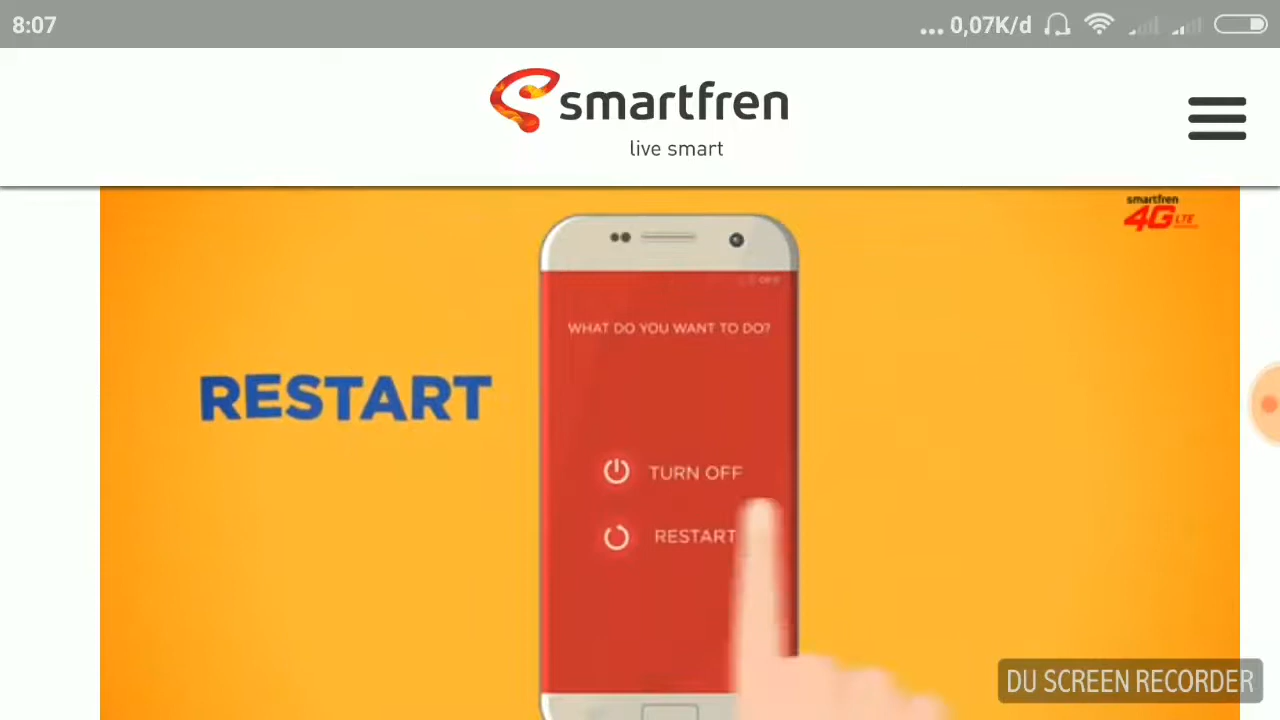 8:07
... 0,07K/d
smartfren
live smart
smartfren
4G LTE
WHAT DO YOU WANT TO DO?
RESTART
TURN OFF
RESTART
DU SCREEN RECORDER